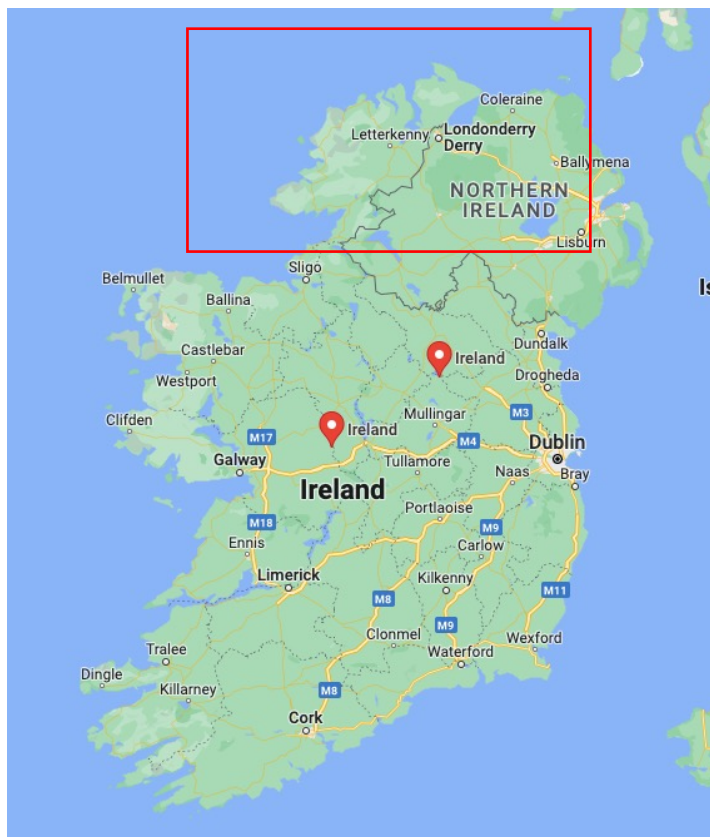 Coleraine
Letterkenny
Londonderry
Derry
Ballymena
NORTHERN
IRELAND
Lisburn
Sligo
Belmullet
Ballina
Is
Dundalk
Castlebar
Ireland
Westport
Drogheda
Clifden
Mullingar
M3
Ireland
M17
M4
Dublin
Galway
Tullamore
Naas
Bray
Ireland
Portlaoise
M18
M9
Ennis
Carlow
Limerick
Kilkenny
M11
M8
M9
Clonmel
Wexford
Tralee
Waterford
Dingle
Killarney
M8
Cork